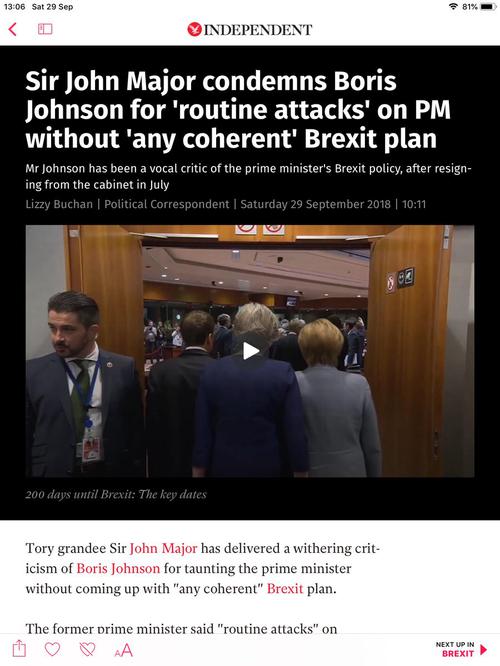 13:06 Sat 29 Sep 81%
INDEPENDENT
Sir John Major condemns Boris
Johnson for 'routine attacks' on PM
without 'any coherent' Brexit plan
Mr Johnson has been a vocal critic of the prime minister's Brexit policy, after resign-
ing from the cabinet in July
Lizzy Buchan | Political Correspondent | Saturday 29 September 2018 | 10:11
200 days until Brexit: The key dates
Tory grandee Sir John Major has delivered a withering crit-
icism of Boris Johnson for taunting the prime minister
without coming up with "any coherent" Brexit plan.
The former prime minister said "routine attacks" on
AA
NEXT UP IN
BREXIT